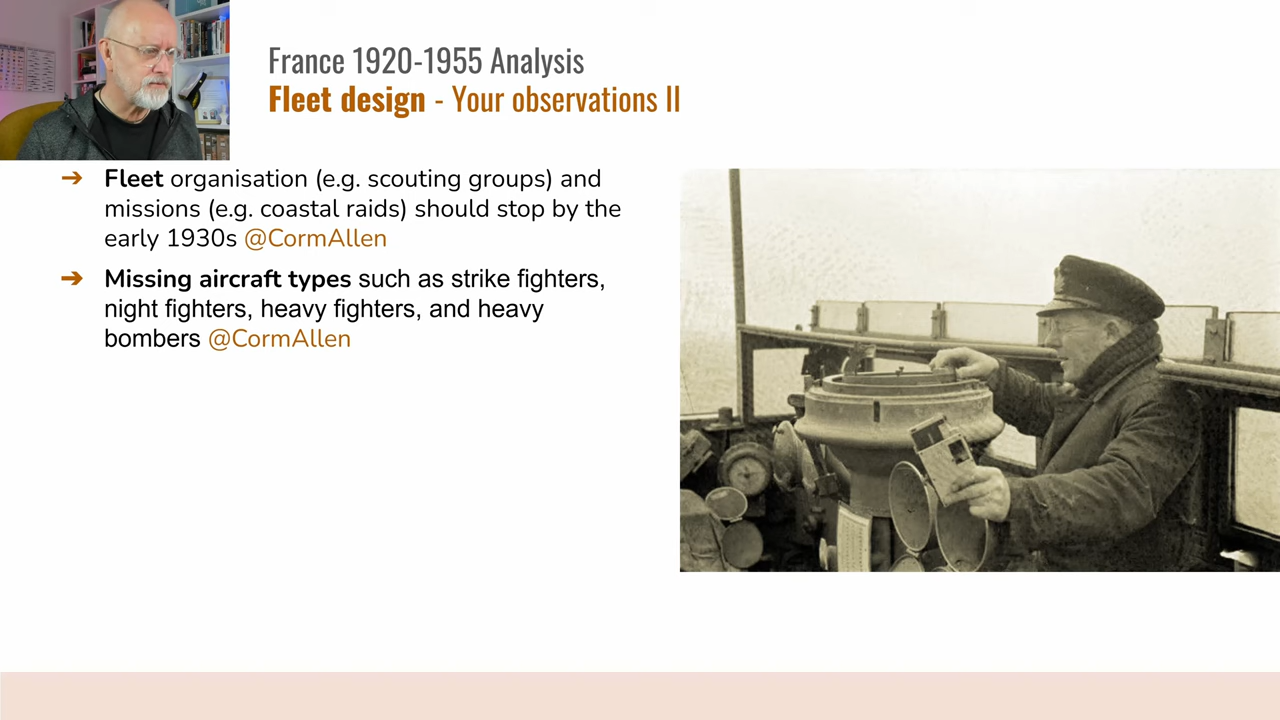 France 1920-1955 Analysis
Fleet design - Your observations II
➔ Fleet organisation (e.g. scouting groups) and
missions (e.g. coastal raids) should stop by the
early 1930s @CormAllen
➔ Missing aircraft types such as strike fighters,
night fighters, heavy fighters, and heavy
bombers @CormAllen